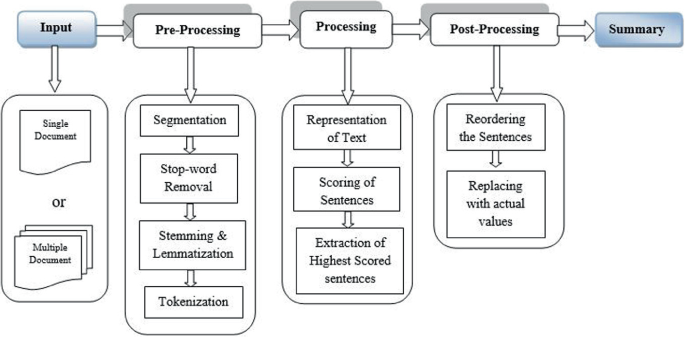 Input
Pre-Processing
Processing
Post-Processing
Summary
Single
Document
or
Multiple
Document
Segmentation
Stop-word
Removal
Stemming &
Lemmatization
Tokenization
Representation
of Text
Scoring of
Sentences
Extraction of
Highest Scored
sentences
Reordering
the Sentences
Replacing
with actual
values